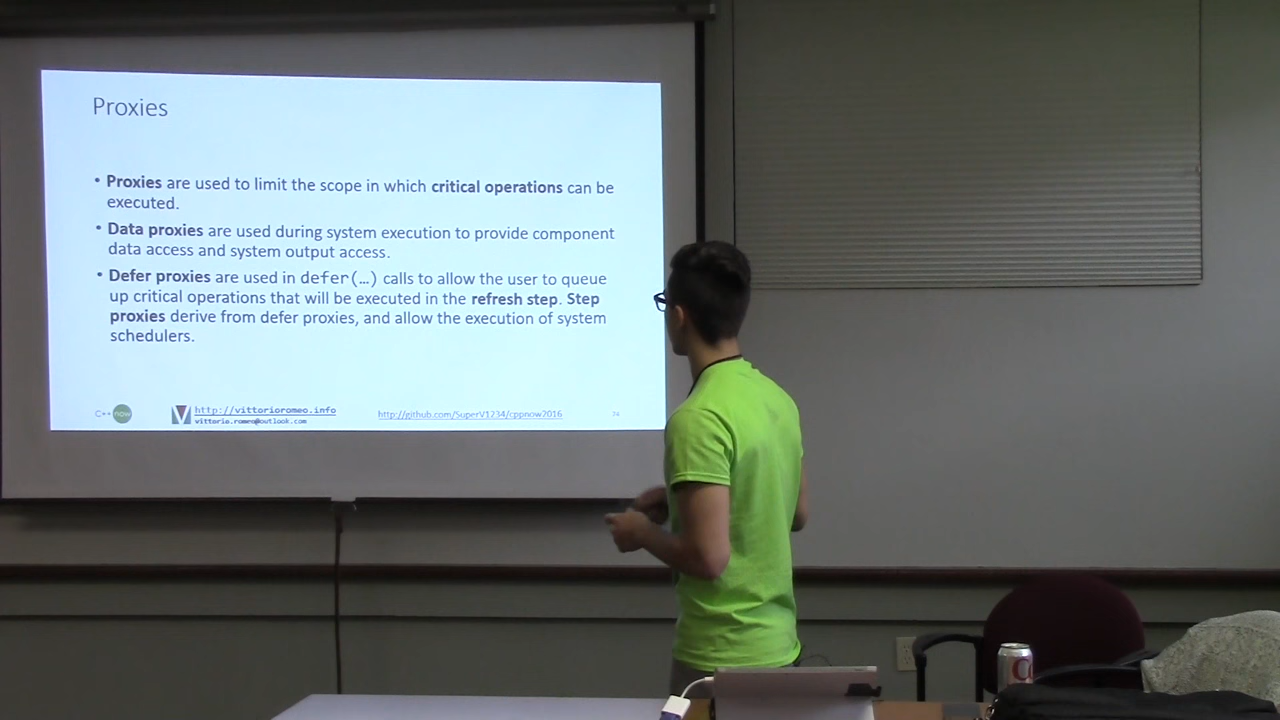 Proxies
• Proxies are used to limit the scope in which critical operations can be
executed.
• Data proxies are used during system execution to provide component
data access and system output access.
• Defer proxies are used in defer(…) calls to allow the user to queue
up critical operations that will be executed in the refresh step. Step
proxies derive from defer proxies, and allow the execution of system
schedulers.
C++ now
http://vittorioromeo.info
vittorio.romeo@outlook.com
http://github.com/SuperV1234/cppnow2016